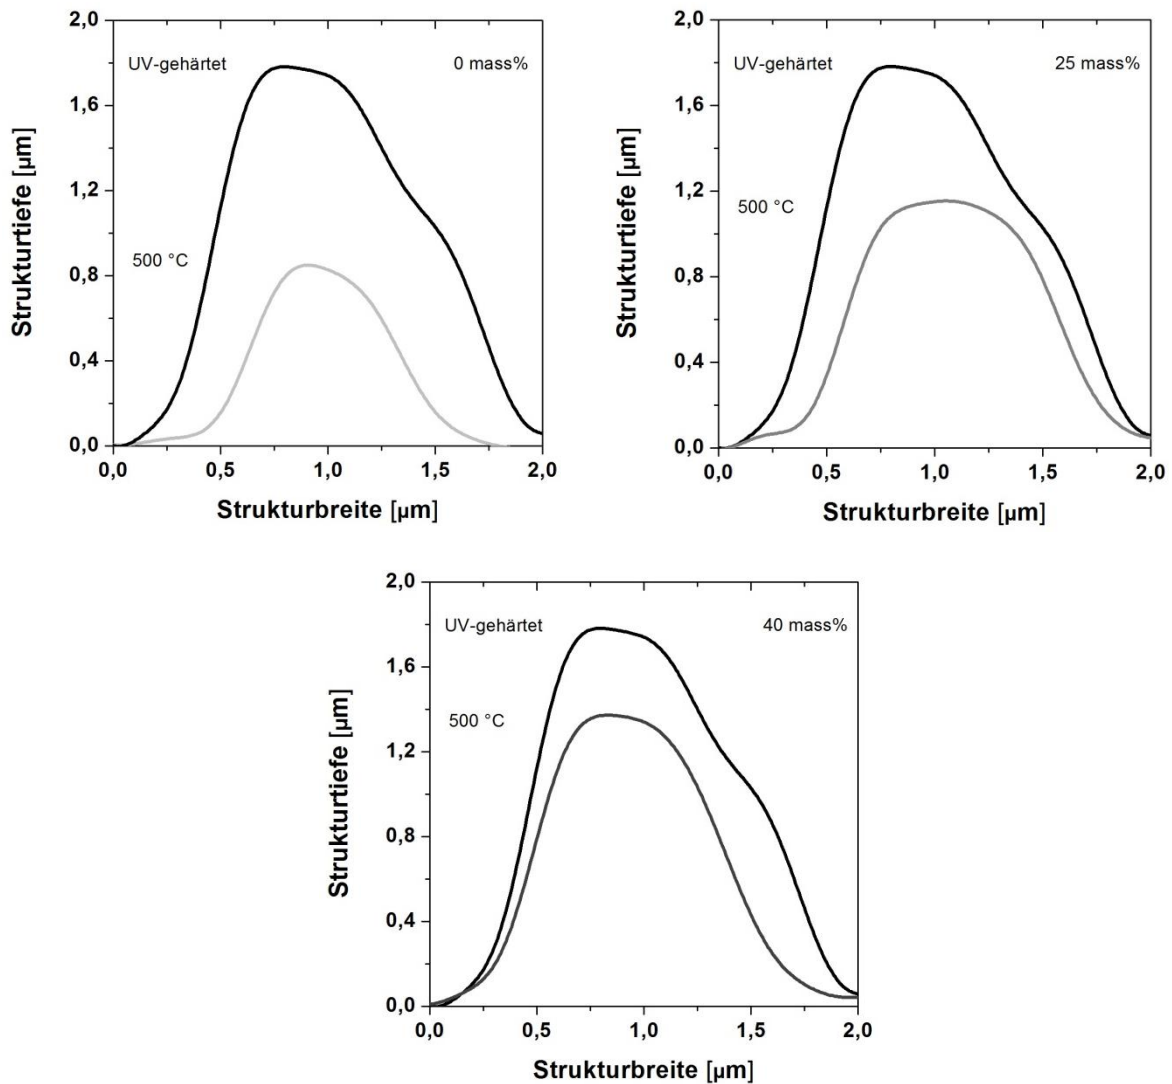 2,0
UV-gehärtet 0 mass%
1,6
1,2
500 °C
0,8
0,4
0,0
0,0 0,5 1,0 1,5 2,0
Strukturbreite [µm]
Strukturtiefe [µm]
2,0
UV-gehärtet 25 mass%
1,6
1,2
500 °C
0,8
0,4
0,0
0,0 0,5 1,0 1,5 2,0
Strukturbreite [µm]
Strukturtiefe [µm]
2,0
UV-gehärtet 40 mass%
1,6
500 °C
1,2
0,8
0,4
0,0
0,0 0,5 1,0 1,5 2,0
Strukturbreite [µm]
Strukturtiefe [µm]